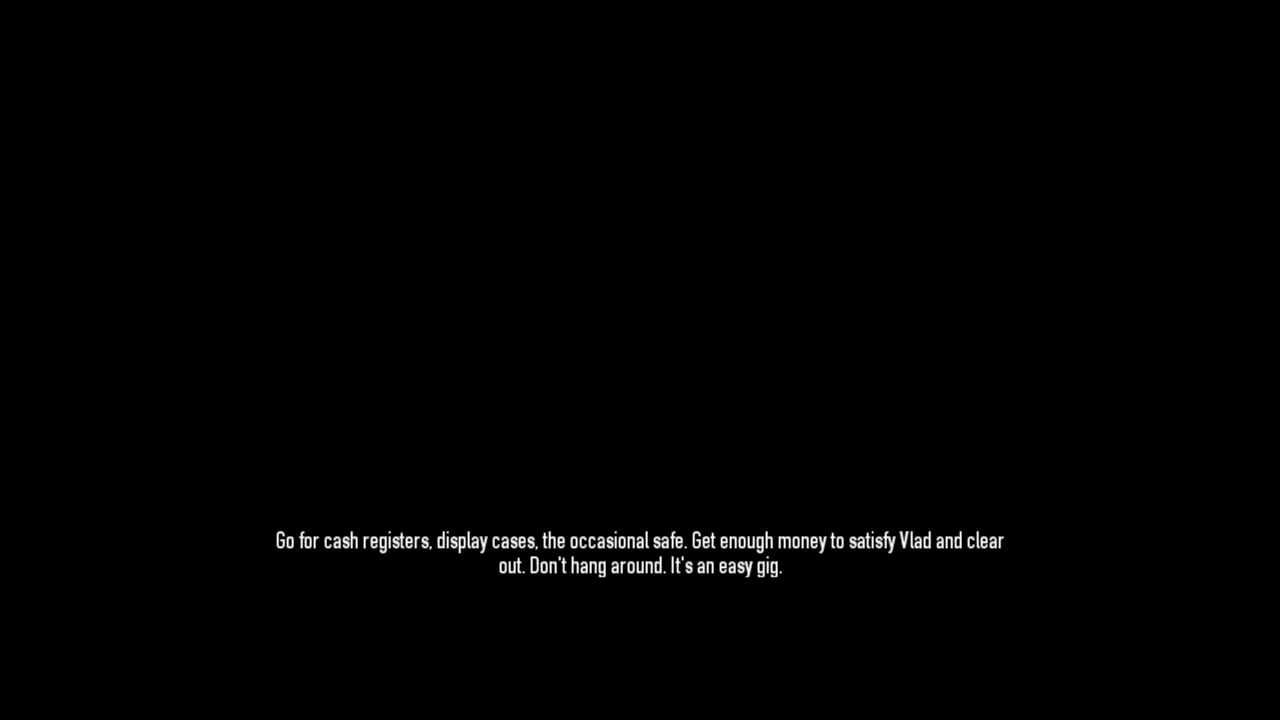 Go for cash registers, display cases, the occasional safe. Get enough money to satisfy Vlad and clear
out. Don't hang around. It's an easy gig.